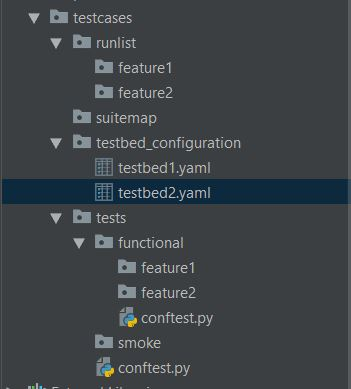 testcases
runlist
feature1
feature2
suitemap
testbed_configuration
testbed1.yaml
testbed2.yaml
tests
functional
feature1
feature2
conftest.py
smoke
conftest.py